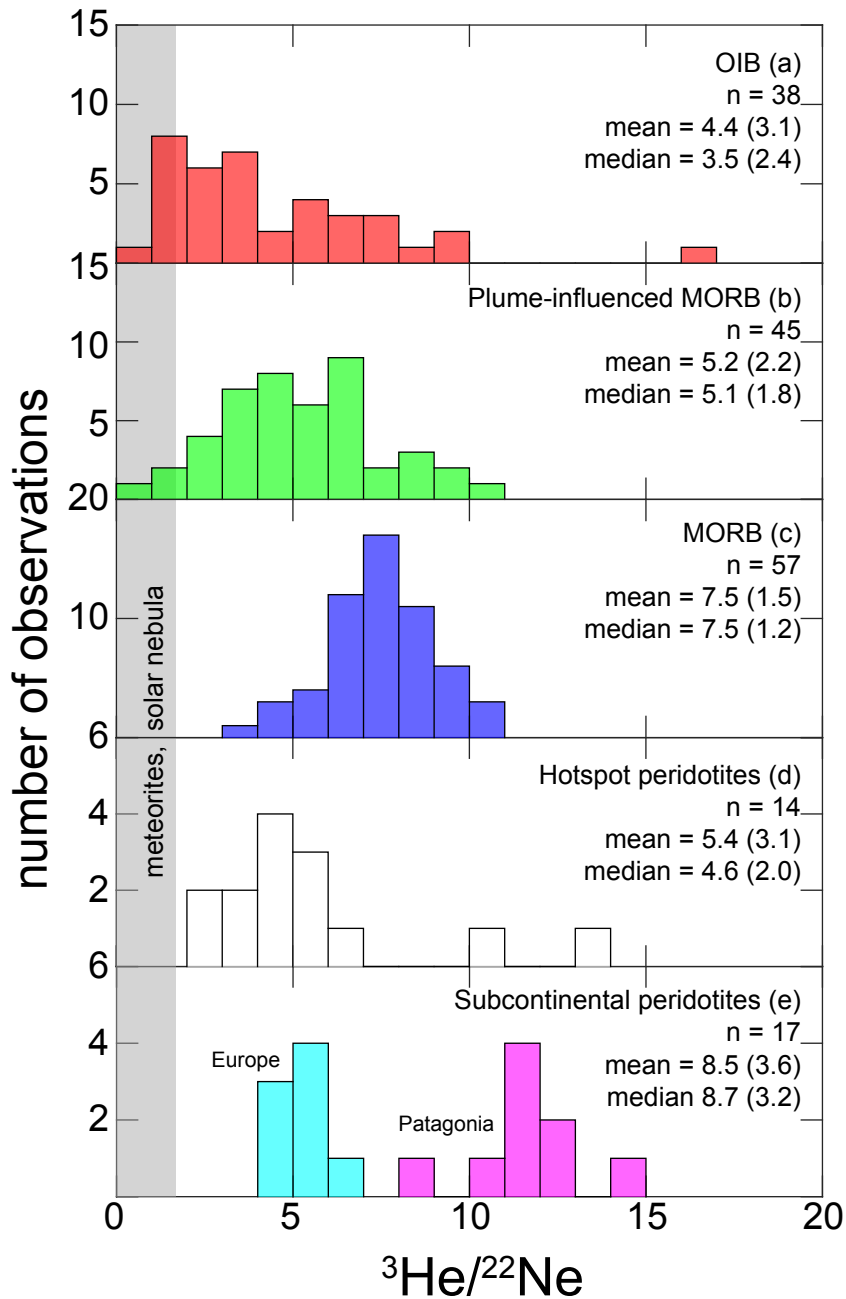 15
10
5
OIB (a)
n = 38
mean = 4.4 (3.1)
median = 3.5 (2.4)
15
10
5
Plume-influenced MORB (b)
n = 45
mean = 5.2 (2.2)
median = 5.1 (1.8)
20
10
MORB (c)
n = 57
mean = 7.5 (1.5)
median = 7.5 (1.2)
6
4
2
Hotspot peridotites (d)
n = 14
mean = 5.4 (3.1)
median = 4.6 (2.0)
6
4
2
Subcontinental peridotites (e)
n = 17
mean = 8.5 (3.6)
median 8.7 (3.2)
Europe
Patagonia
number of observations
meteorites, solar nebula
0 5 10 15 20
³He/²²Ne